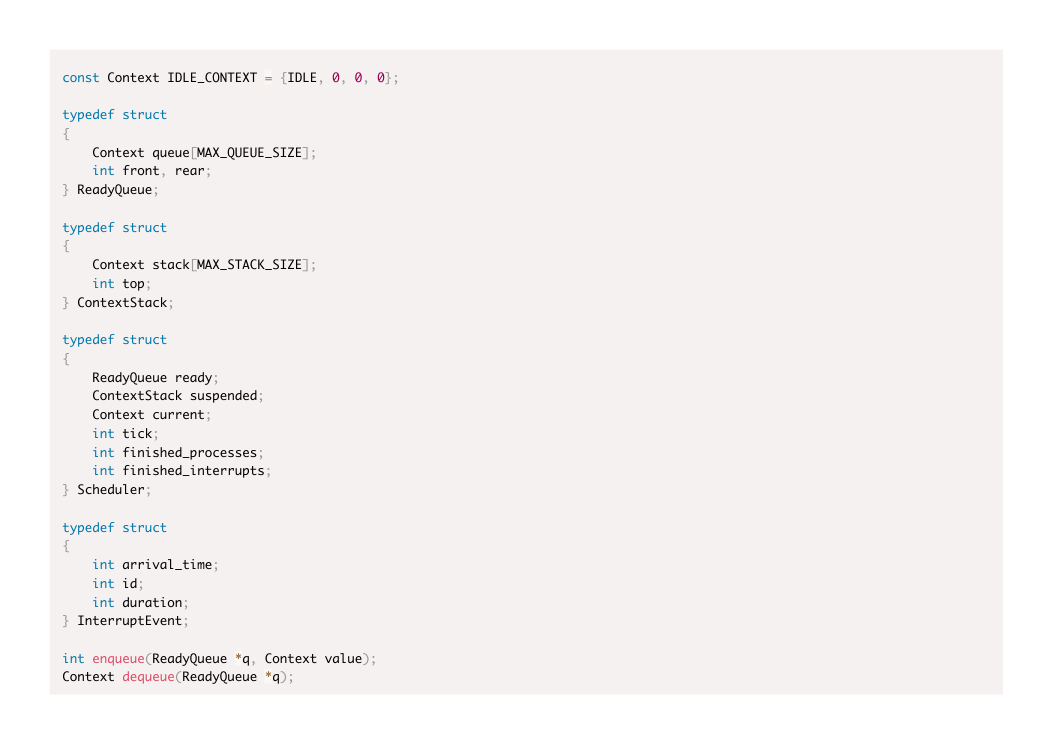 const Context IDLE_CONTEXT = {IDLE, 0, 0, 0};
typedef struct
{
    Context queue[MAX_QUEUE_SIZE];
    int front, rear;
} ReadyQueue;
typedef struct
{
    Context stack[MAX_STACK_SIZE];
    int top;
} ContextStack;
typedef struct
{
    ReadyQueue ready;
    ContextStack suspended;
    Context current;
    int tick;
    int finished_processes;
    int finished_interrupts;
} Scheduler;
typedef struct
{
    int arrival_time;
    int id;
    int duration;
} InterruptEvent;
int enqueue(ReadyQueue *q, Context value);
Context dequeue(ReadyQueue *q);